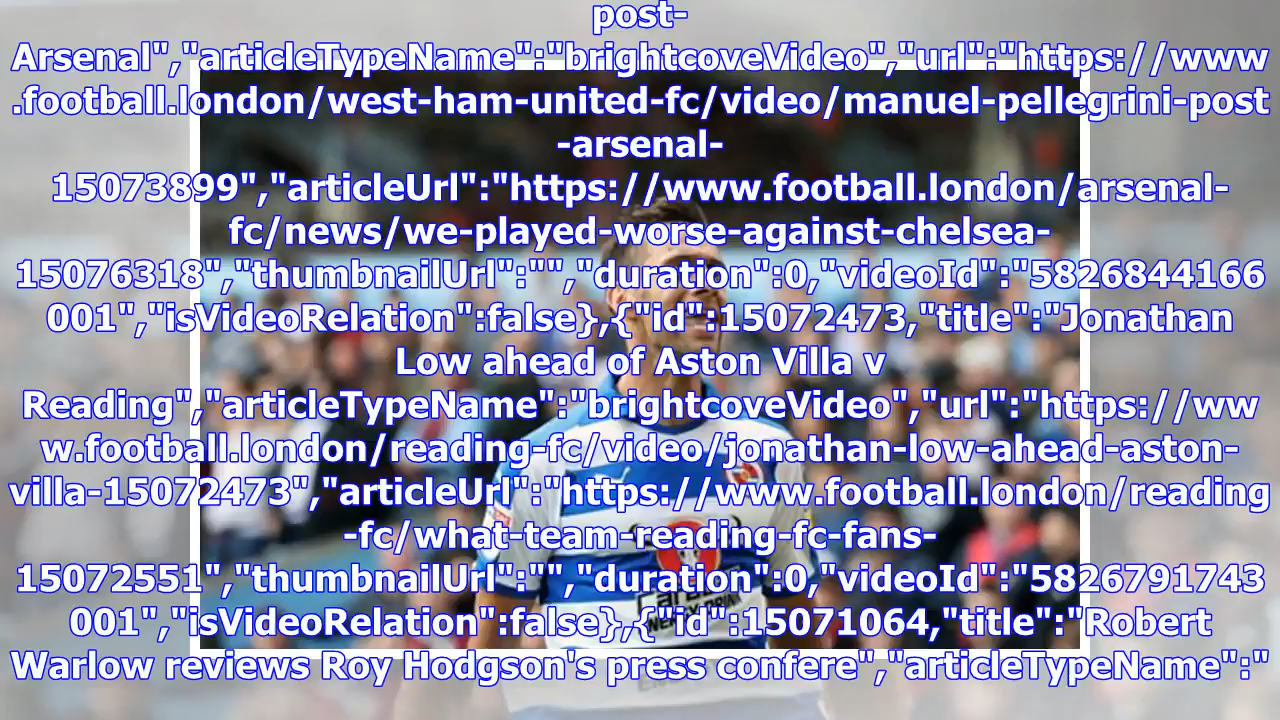 post-
Arsenal","articleTypeName":"brightcoveVideo","url":"https://www
.football.london/west-ham-united-fc/video/manuel-pellegrini-post
-arsenal-
15073899","articleUrl":"https://www.football.london/arsenal-
fc/news/we-played-worse-against-chelsea-
15076318","thumbnailUrl":"","duration":0,"videoId":"5826844166
001","isVideoRelation":false},{"id":15072473,"title":"Jonathan
Low ahead of Aston Villa v
Reading","articleTypeName":"brightcoveVideo","url":"https://ww
w.football.london/reading-fc/video/jonathan-low-ahead-aston-
villa-15072473","articleUrl":"https://www.football.london/reading
-fc/what-team-reading-fc-fans-
15072551","thumbnailUrl":"","duration":0,"videoId":"5826791743
001","isVideoRelation":false},{"id":15071064,"title":"Robert
Warlow reviews Roy Hodgson's press confere","articleTypeName":"